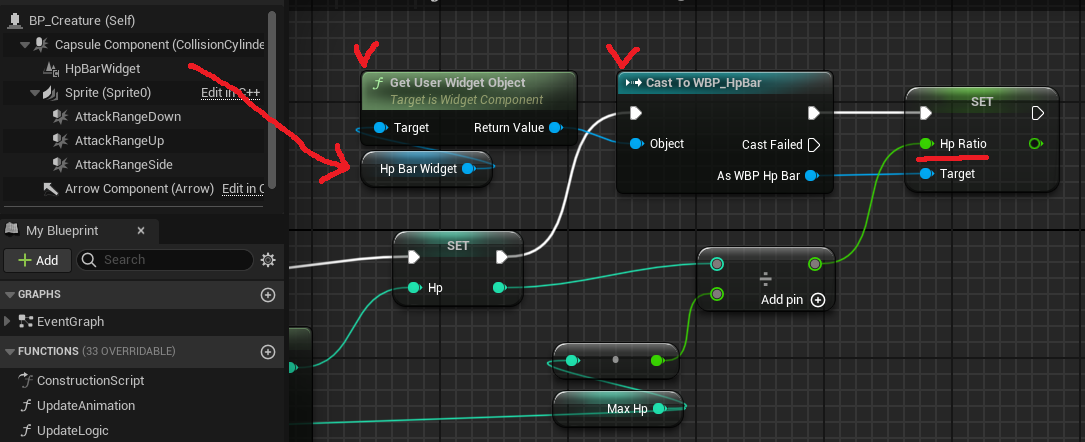 BP_Creature (Self)
Capsule Component (CollisionCylinde
HpBarWidget
Sprite (Sprite0)
Edit in C++
AttackRangeDown
AttackRangeUp
AttackRangeSide
Arrow Component (Arrow)
Edit in C
My Blueprint
×
+ Add
Search
GRAPHS
EventGraph
FUNCTIONS (33 OVERRIDABLE)
ConstructionScript
UpdateAnimation
UpdateLogic
f Get User Widget Object
Target is Widget Component
Target
Return Value
Hp Bar Widget
Cast To WBP_HpBar
Object
Cast Failed
As WBP Hp Bar
SET
Hp Ratio
Target
SET
Hp
÷
Add pin
Max Hp